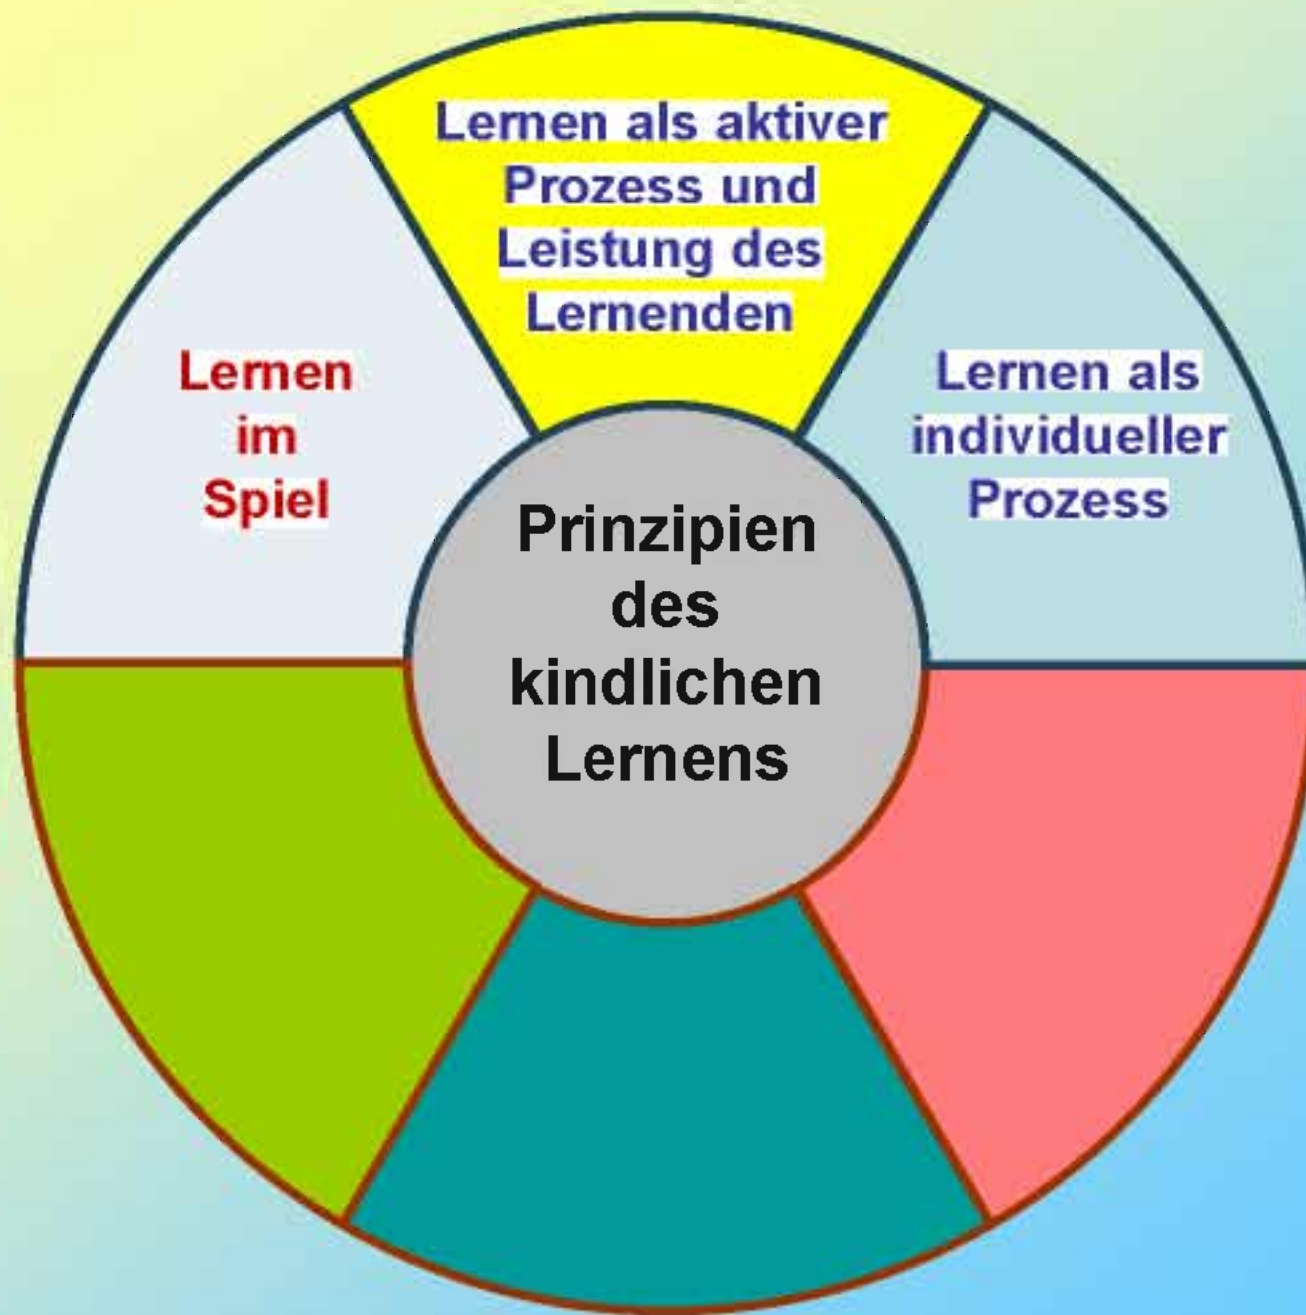 Lernen als aktiver
Prozess und
Leistung des
Lernenden
Lernen
im
Spiel
Lernen als
individueller
Prozess
Prinzipien
des
kindlichen
Lernens